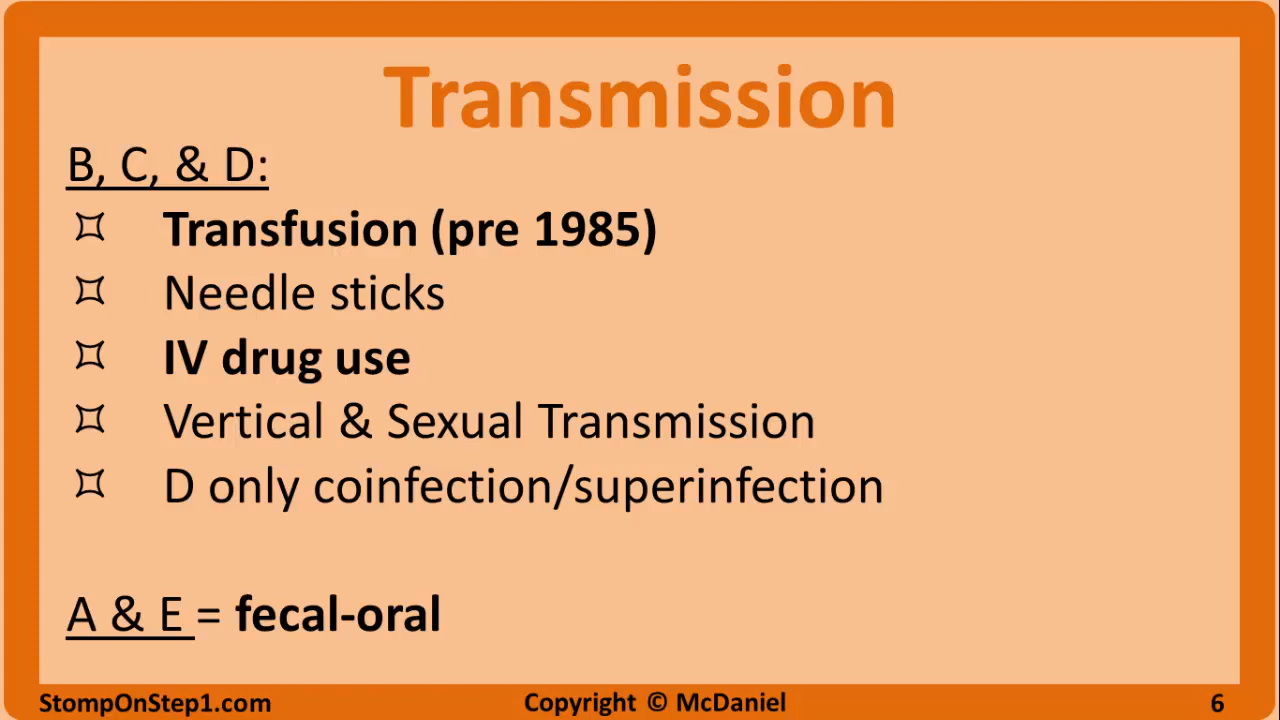 Transmission
B, C, & D:
Transfusion (pre 1985)
Needle sticks
IV drug use
Vertical & Sexual Transmission
D only coinfection/superinfection
A & E = fecal-oral
StompOnStep1.com
Copyright © McDaniel
6